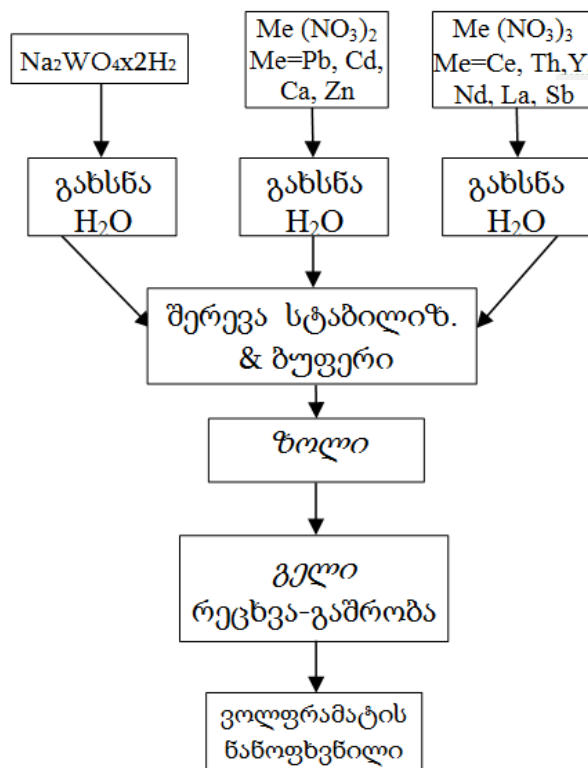 Na₂WO₄x2H₂
Me (NO₃)₂
Me=Pb, Cd,
Ca, Zn
Me (NO₃)₃
Me=Ce, Th,Y
Nd, La, Sb
გახსნა
H₂O
გახსნა
H₂O
გახსნა
H₂O
შერევა სტაბილიზ.
& ბუფერი
ზოლი
გელი
რეცხვა-გაშრობა
ვოლფრამატის
ნანოფხვნილი